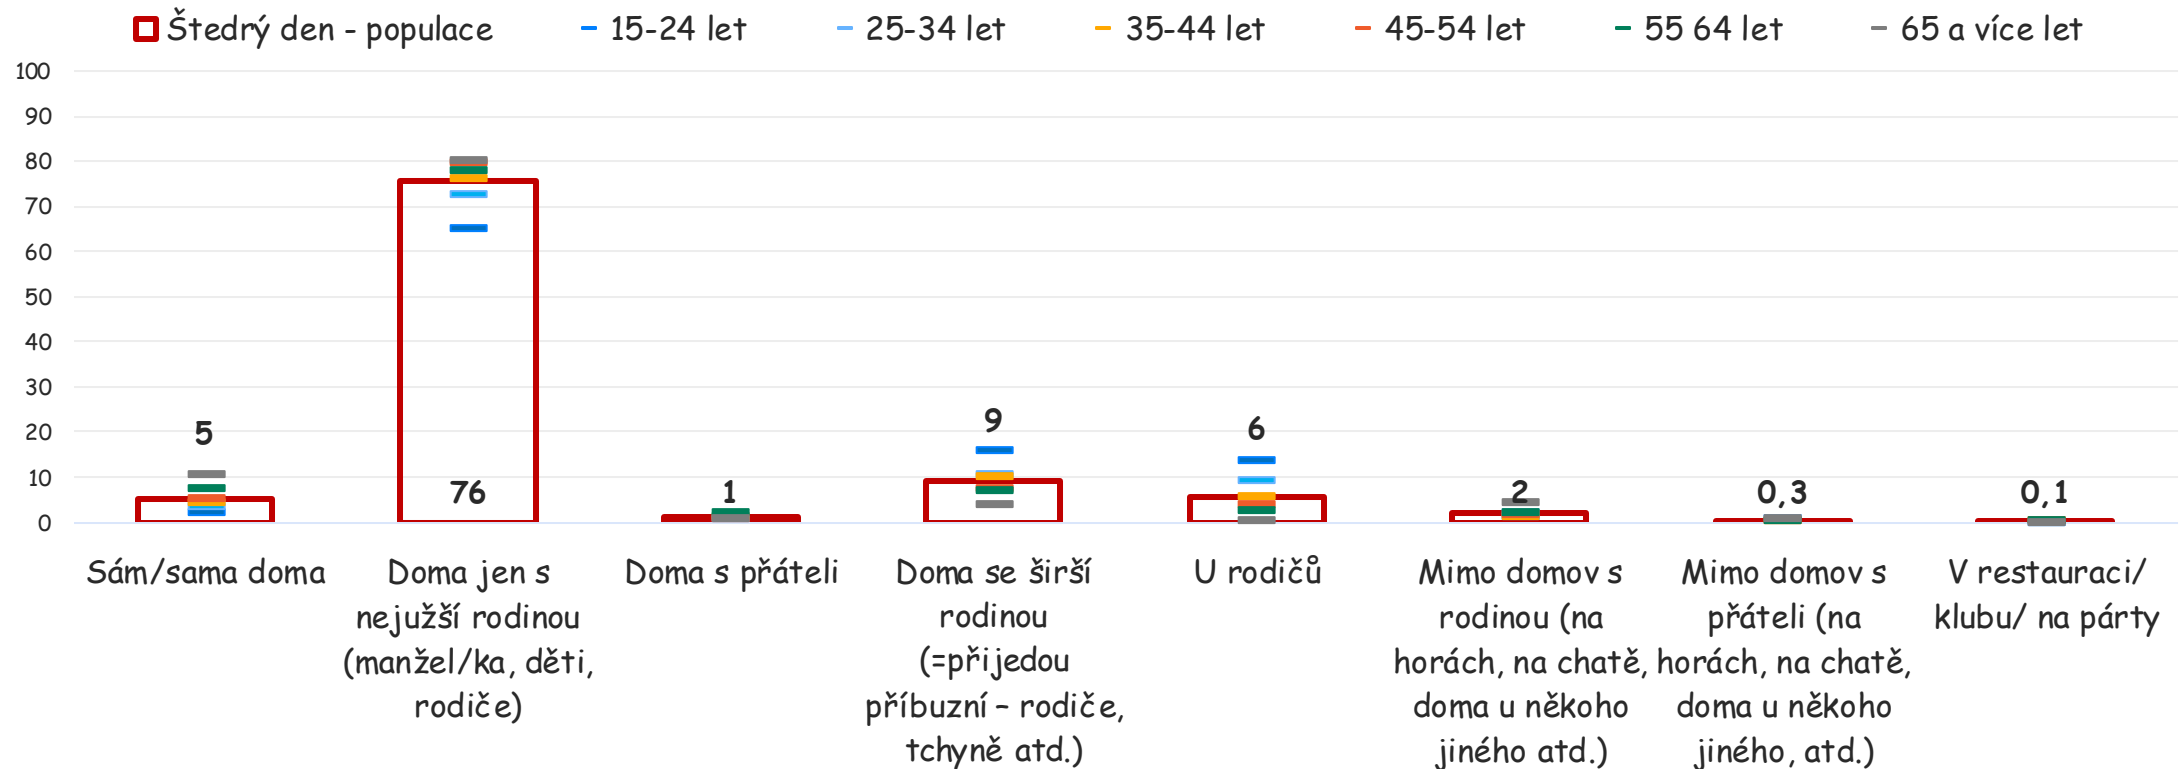 Štedrý den - populace 15-24 let 25-34 let 35-44 let 45-54 let 55 64 let 65 a více let
100
90
80
70
60
50
40
30
20
10
0
5
76
1
9
6
2
0,3
0,1
Sám/sama doma
Doma jen s
nejužší rodinou
(manžel/ka, děti,
rodiče)
Doma s přáteli
Doma se širší
rodinou
(=přijedou
příbuzní – rodiče,
tchyně atd.)
U rodičů
Mimo domov s
rodinou (na
horách, na chatě,
doma u někoho
jiného atd.)
Mimo domov s
přáteli (na
horách, na chatě,
doma u někoho
jiného, atd.)
V restauraci/
klubu/ na párty